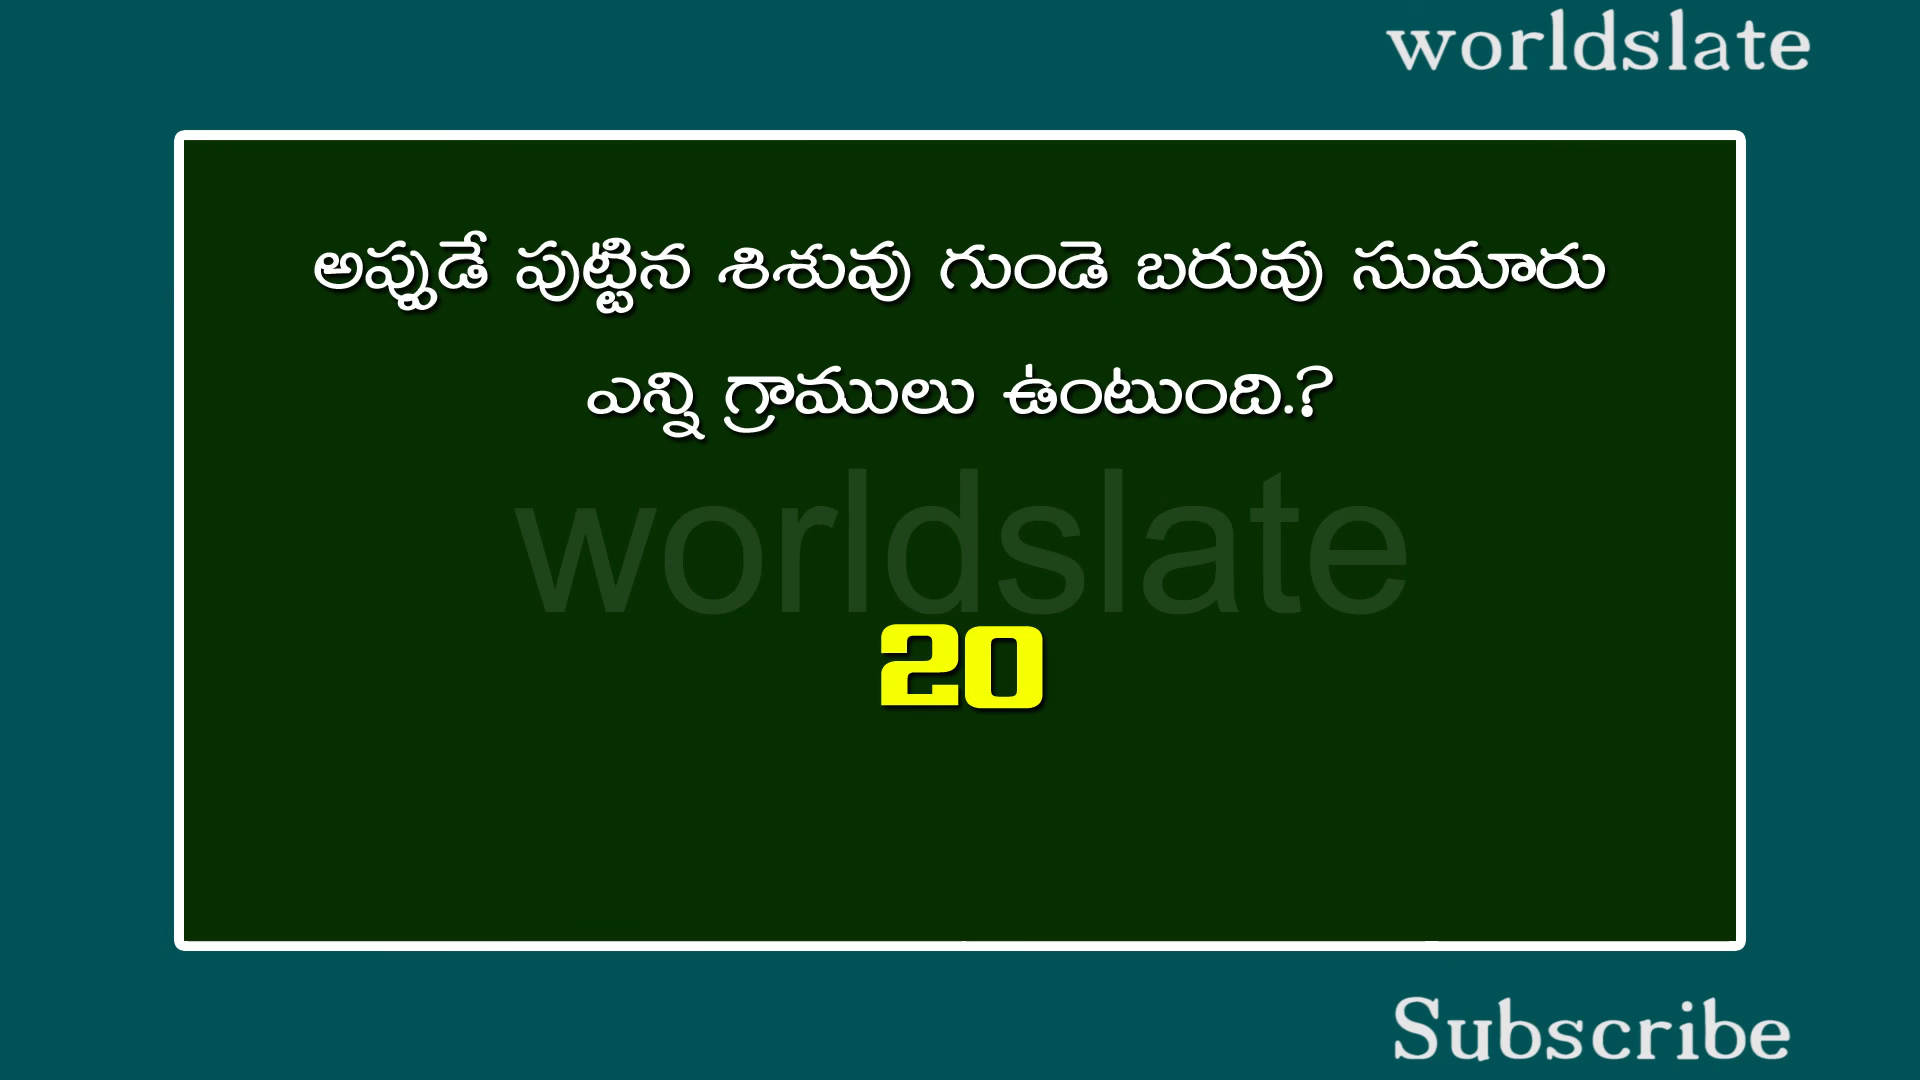 worldslate
అప్పుడే పుట్టిన శిశువు గుండె బరువు సుమారు
ఎన్ని గ్రాములు ఉంటుంది.?
worldslate
20
Subscribe